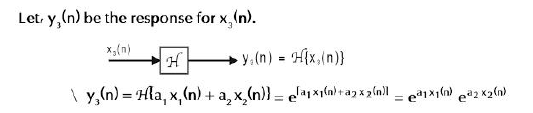 Let, y₃(n) be the response for x₃(n).
x₃(n) ℋ y₃(n) = ℋ{x₃(n)}
\ y₃(n) = ℋ{a₁ x₁(n) + a₂ x₂(n)} = e^[a₁ x₁(n)+a₂ x₂(n)] = e^a₁ x₁(n) e^a₂ x₂(n)